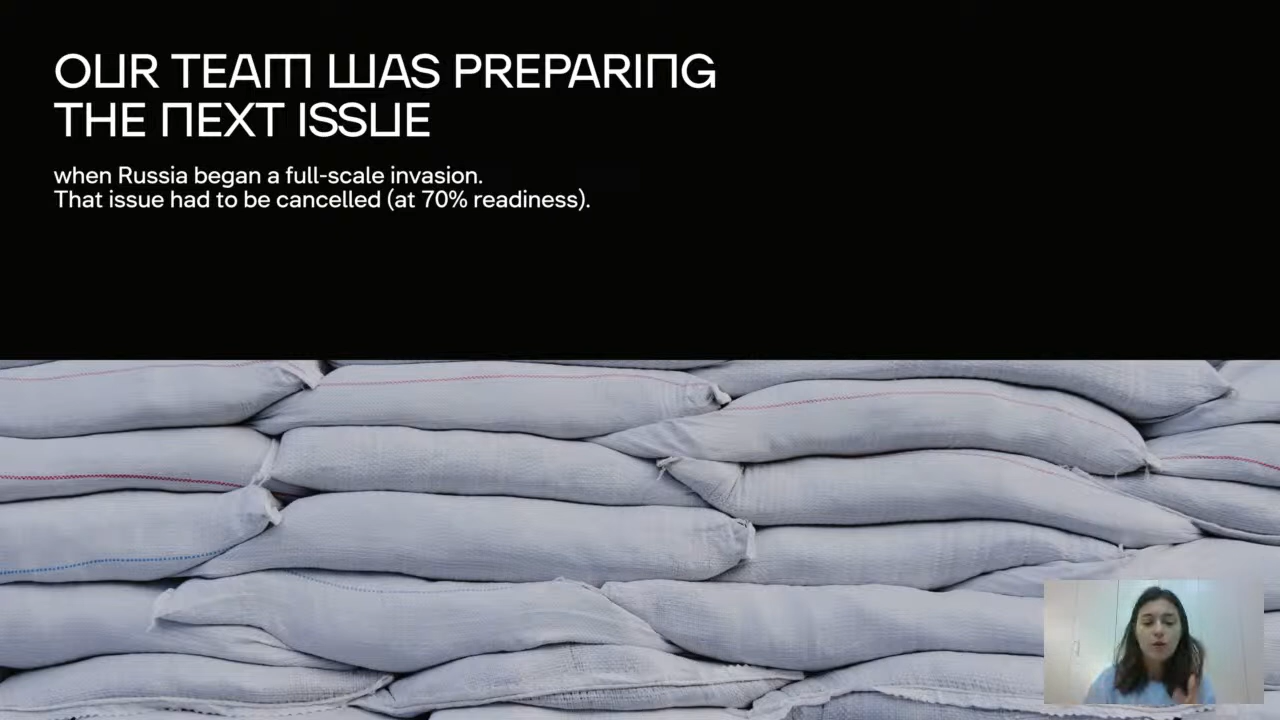 OUR TEAM WAS PREPARING
THE NEXT ISSUE
when Russia began a full-scale invasion.
That issue had to be cancelled (at 70% readiness).